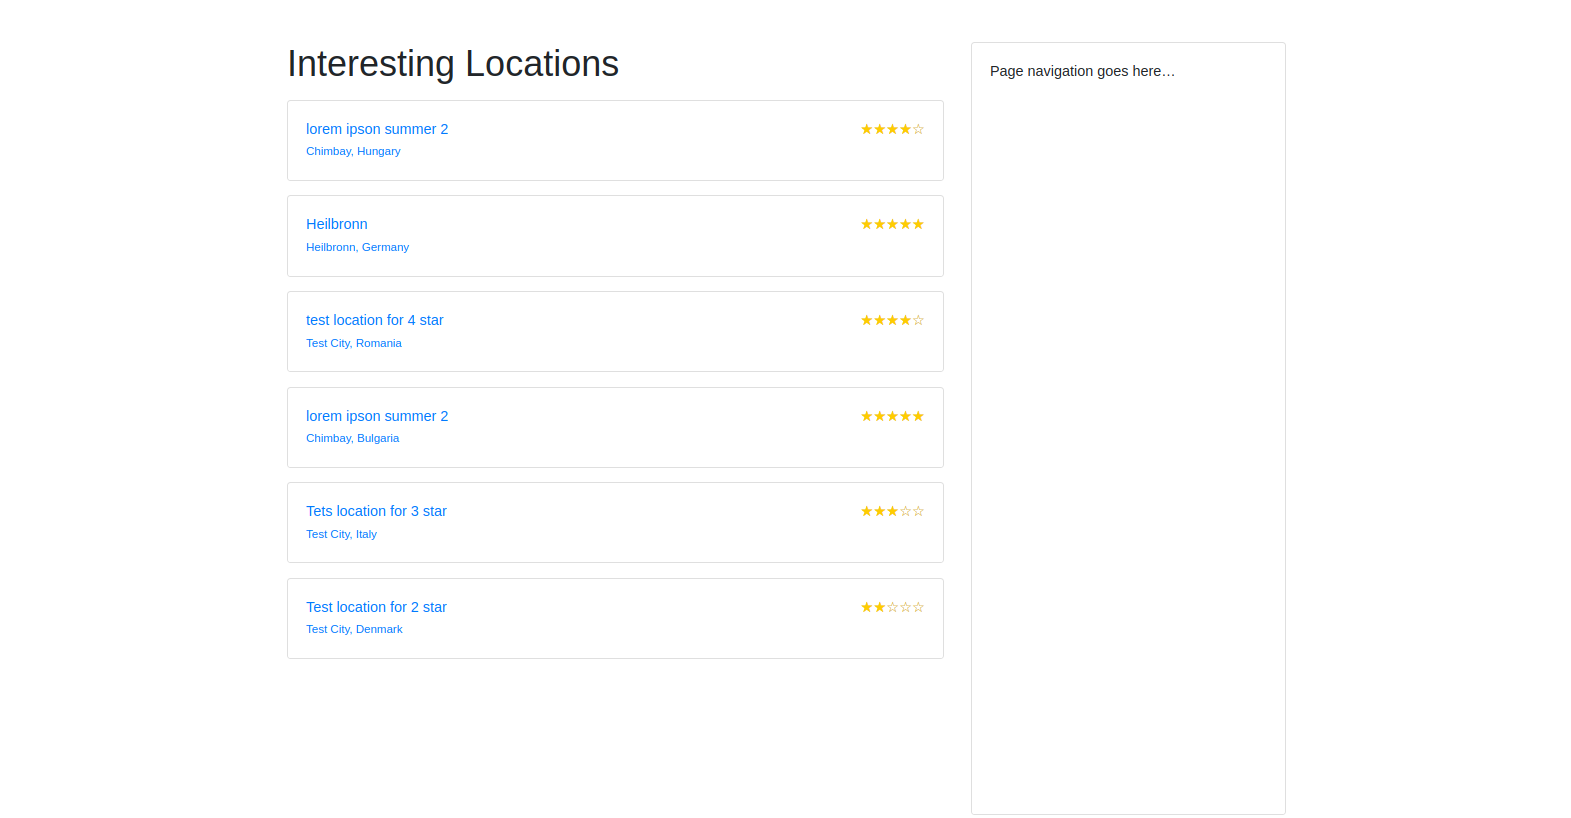 Interesting Locations
lorem ipson summer 2 ★★★★☆
Chimbay, Hungary
Heilbronn ★★★★★
Heilbronn, Germany
test location for 4 star ★★★★☆
Test City, Romania
lorem ipson summer 2 ★★★★★
Chimbay, Bulgaria
Tets location for 3 star ★★★☆☆
Test City, Italy
Test location for 2 star ★★☆☆☆
Test City, Denmark
Page navigation goes here…